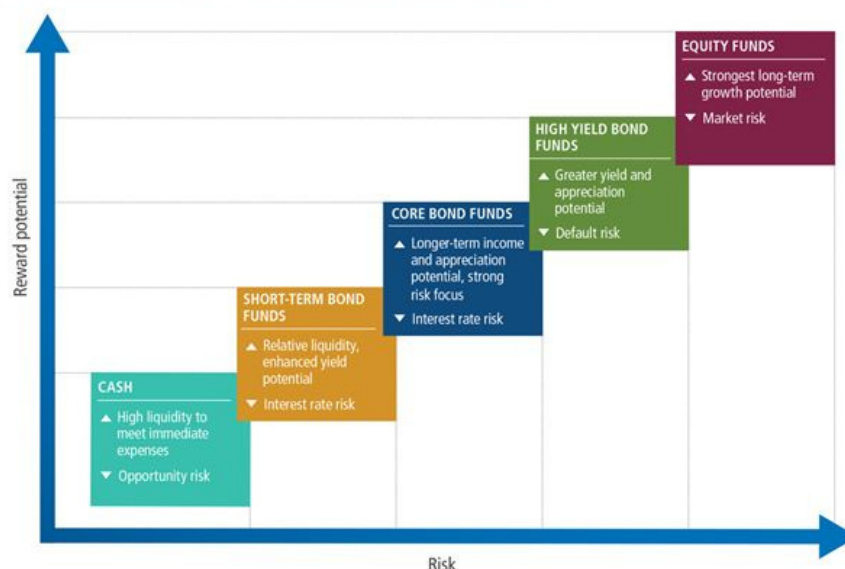 EQUITY FUNDS
▲ Strongest long-term
growth potential
▼ Market risk
HIGH YIELD BOND
FUNDS
▲ Greater yield and
appreciation
potential
▼ Default risk
CORE BOND FUNDS
▲ Longer-term income
and appreciation
potential, strong
risk focus
▼ Interest rate risk
SHORT-TERM BOND
FUNDS
▲ Relative liquidity,
enhanced yield
potential
▼ Interest rate risk
CASH
▲ High liquidity to
meet immediate
expenses
▼ Opportunity risk
Reward potential
Risk